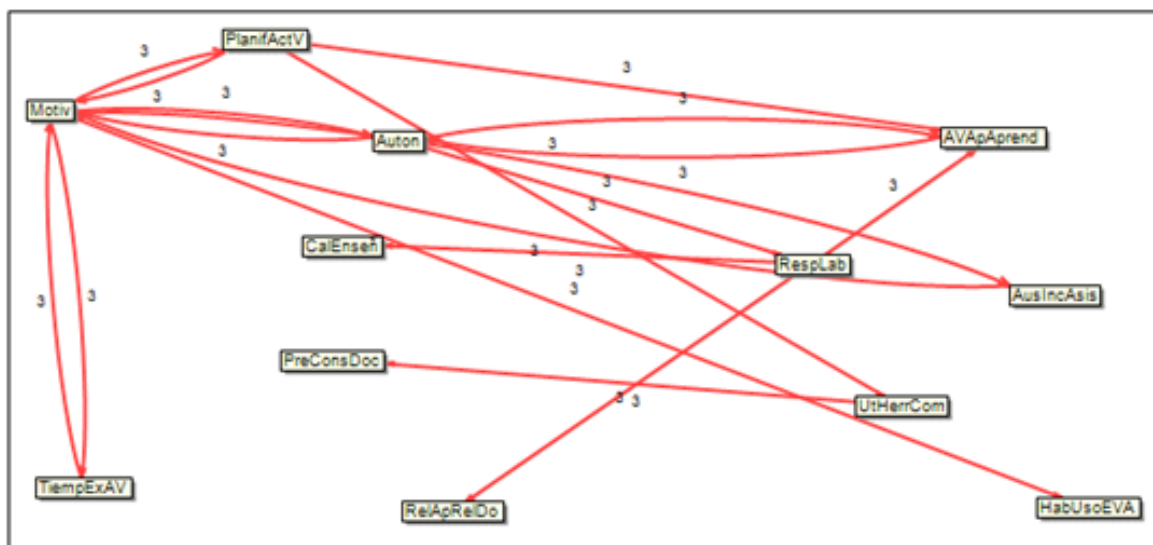 PlanifActV
3
3
3
3
3
Motiv
Auton
AVApAprend
3
3
3
3
3
3
CalEnseñ
3
RespLab
3
3
AusIncAsis
3
3
PreConsDoc
3
3
UtHerrCom
TiempExAV
RelApRelDo
HabUsoEVA